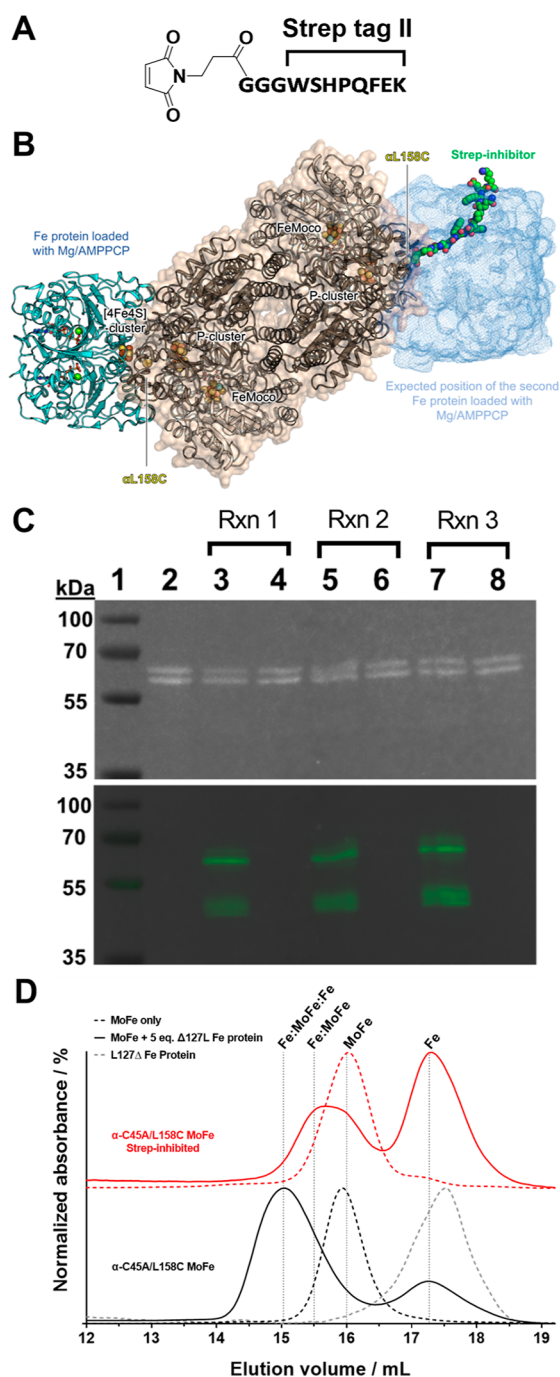 A
Strep tag II
O
O
N
O
GGGWSHPQFEK
B
αL158C
Strep-inhibitor
FeMoco
Fe protein loaded
with Mg/AMPPCP
[4Fe4S]
-cluster
P-cluster
P-cluster
FeMoco
Expected position of the second
Fe protein loaded with
Mg/AMPPCP
αL158C
C
Rxn 1 Rxn 2 Rxn 3
kDa 1 2 3 4 5 6 7 8
100
70
55
35
100
70
55
35
D
Fe:MoFe:Fe
Fe:MoFe
MoFe
Fe
MoFe only
MoFe + 5 eq. Δ127L Fe protein
L127Δ Fe Protein
α-C45A/L158C MoFe
Strep-inhibited
α-C45A/L158C MoFe
Normalized absorbance / %
12 13 14 15 16 17 18 19
Elution volume / mL